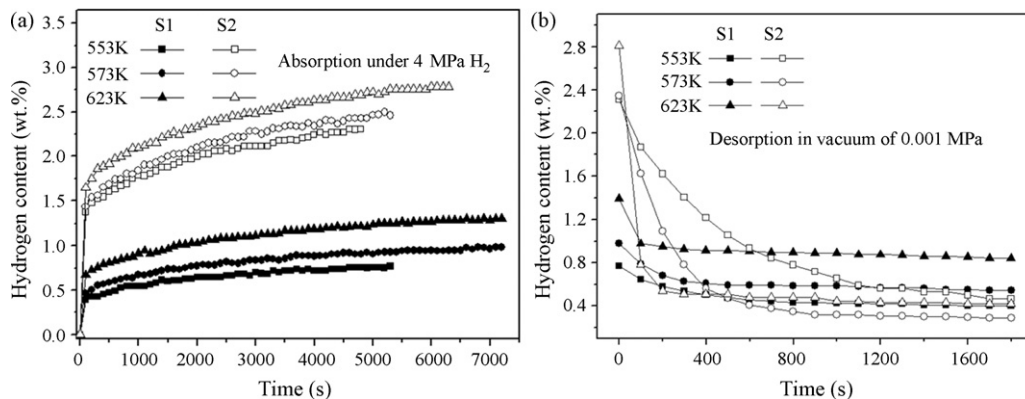 (a)
S1 S2
553K
573K
623K
Absorption under 4 MPa H2
Hydrogen content (wt.%)
3.5
3.0
2.5
2.0
1.5
1.0
0.5
0.0
0 1000 2000 3000 4000 5000 6000 7000
Time (s)
(b)
S1 S2
553K
573K
623K
Desorption in vacuum of 0.001 MPa
Hydrogen content (wt.%)
2.8
2.4
2.0
1.6
1.2
0.8
0.4
0 400 800 1200 1600
Time (s)